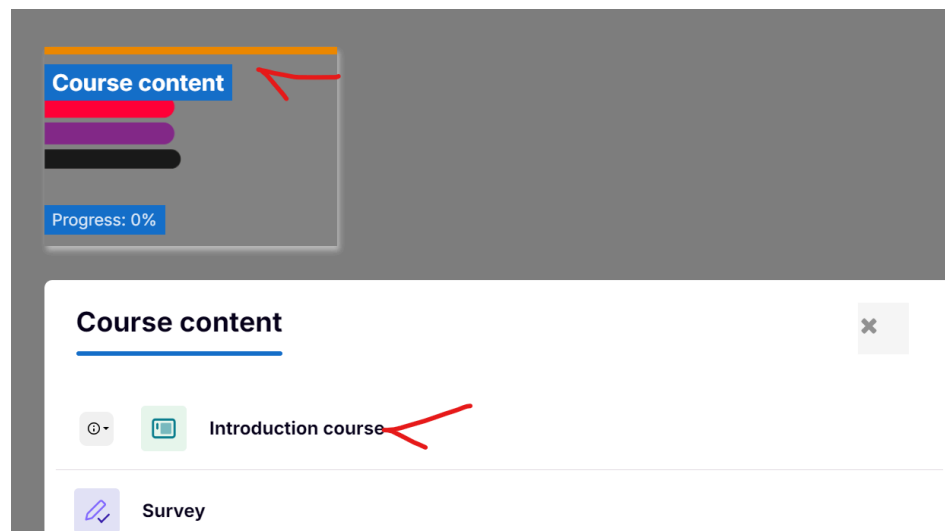 Course content
Progress: 0%
Course content
Introduction course
Survey